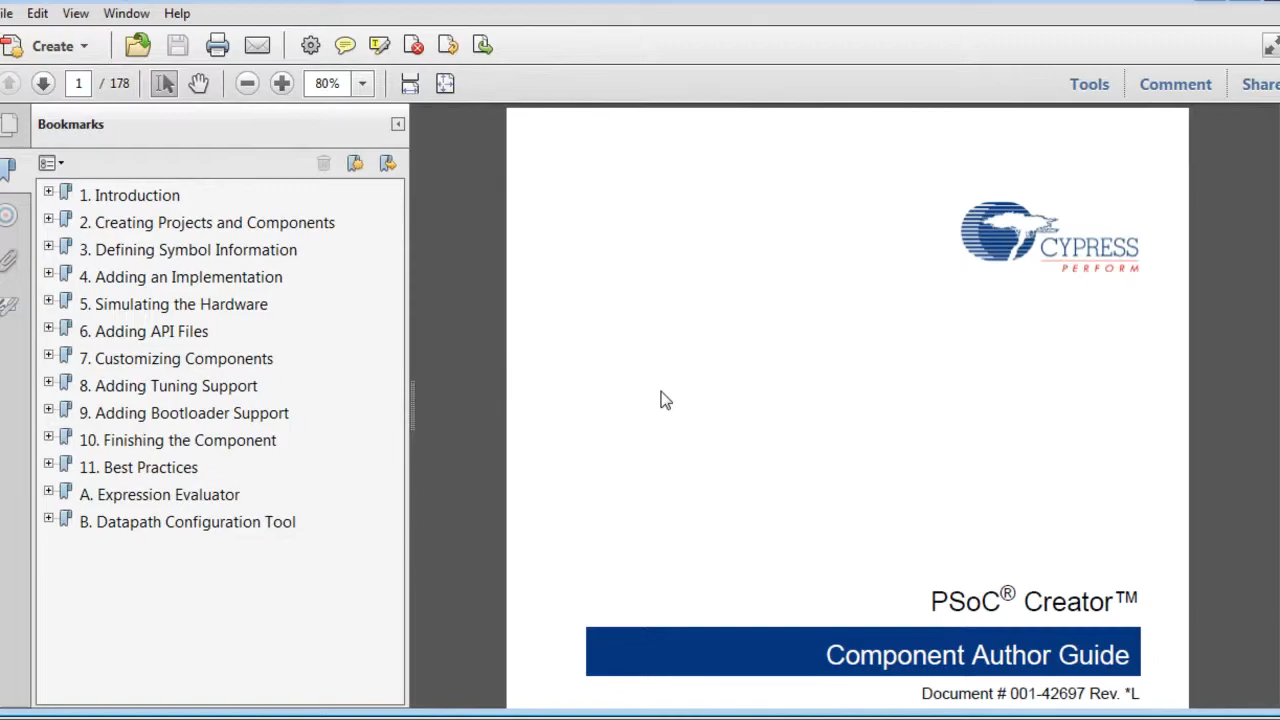 ile Edit View Window Help
Create
1 / 178 80% Tools Comment Share
Bookmarks
1. Introduction
2. Creating Projects and Components
3. Defining Symbol Information
4. Adding an Implementation
5. Simulating the Hardware
6. Adding API Files
7. Customizing Components
8. Adding Tuning Support
9. Adding Bootloader Support
10. Finishing the Component
11. Best Practices
A. Expression Evaluator
B. Datapath Configuration Tool
CYPRESS
PERFORM
PSoC® Creator™
Component Author Guide
Document # 001-42697 Rev. *L